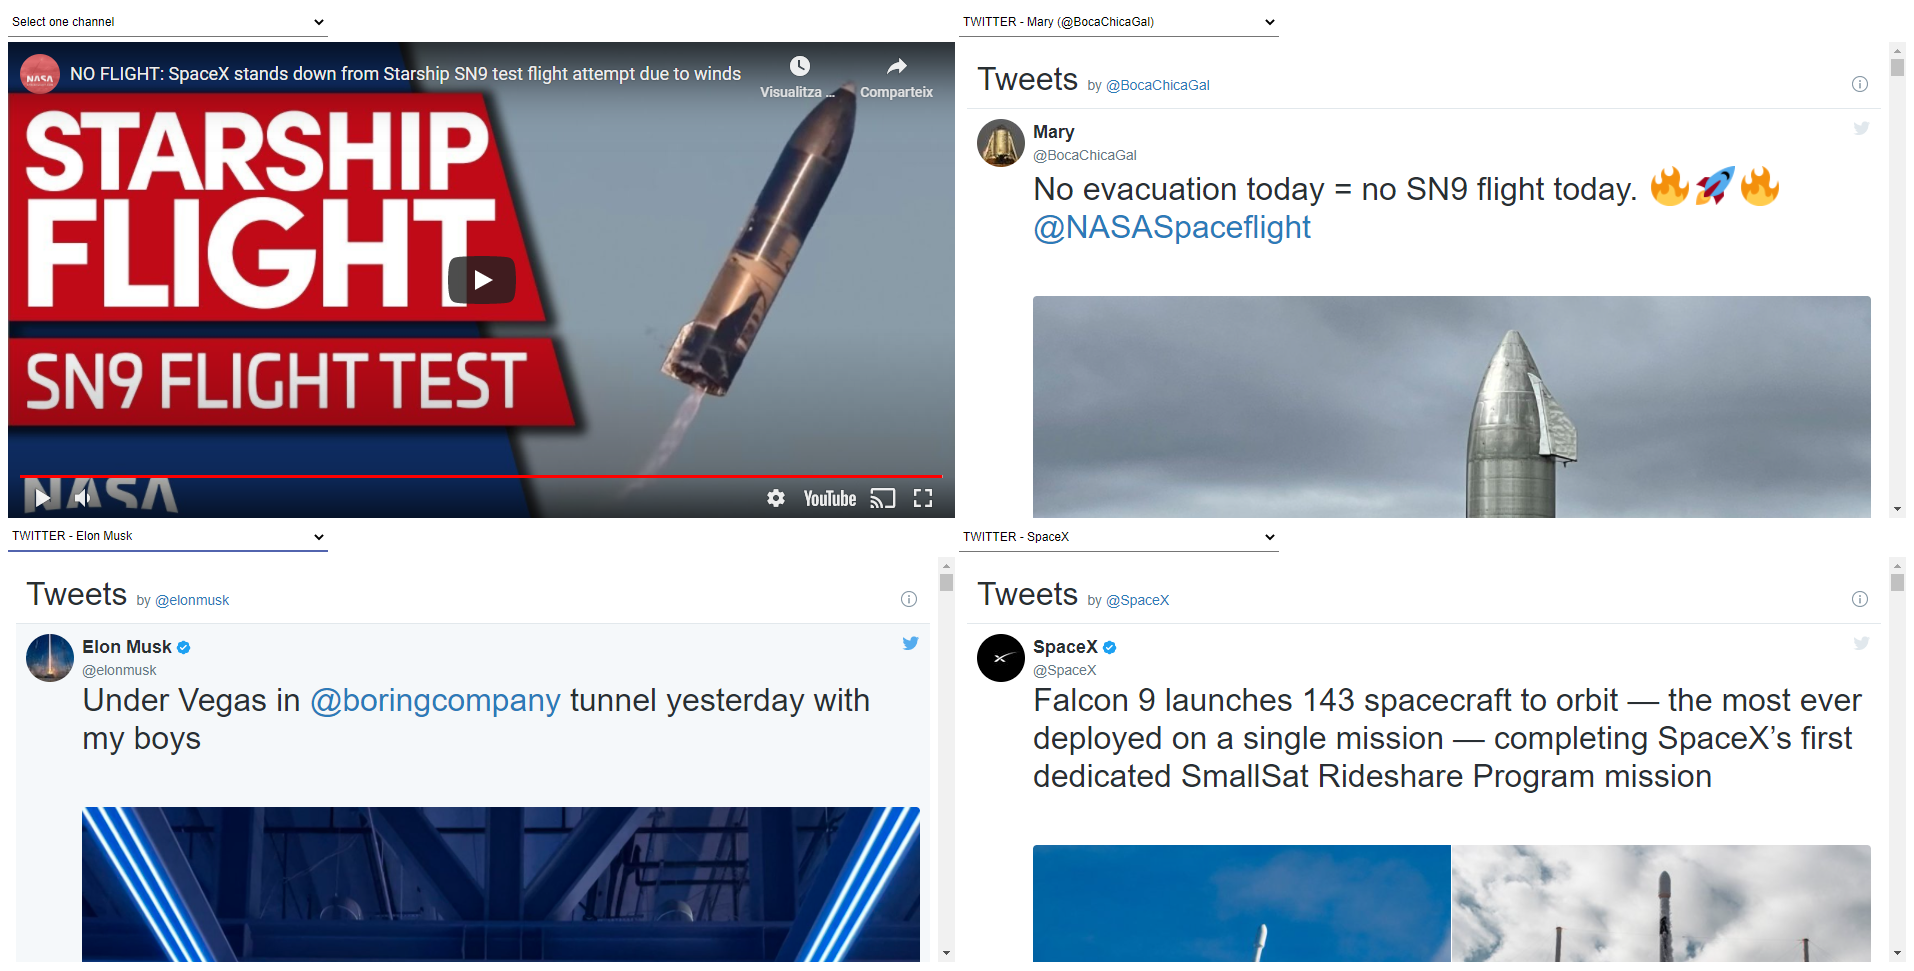 Select one channel
NASA
NO FLIGHT: SpaceX stands down from Starship SN9 test flight attempt due to winds
Visualitza ...
Comparteix
STARSHIP
FLIGHT
SN9 FLIGHT TEST
NASA
YouTube
TWITTER - Mary (@BocaChicaGal)
Tweets by @BocaChicaGal
Mary
@BocaChicaGal
No evacuation today = no SN9 flight today. 🔥🚀🔥
@NASASpaceflight
TWITTER - Elon Musk
Tweets by @elonmusk
Elon Musk
@elonmusk
Under Vegas in @boringcompany tunnel yesterday with
my boys
TWITTER - SpaceX
Tweets by @SpaceX
SpaceX
@SpaceX
Falcon 9 launches 143 spacecraft to orbit — the most ever
deployed on a single mission — completing SpaceX’s first
dedicated SmallSat Rideshare Program mission